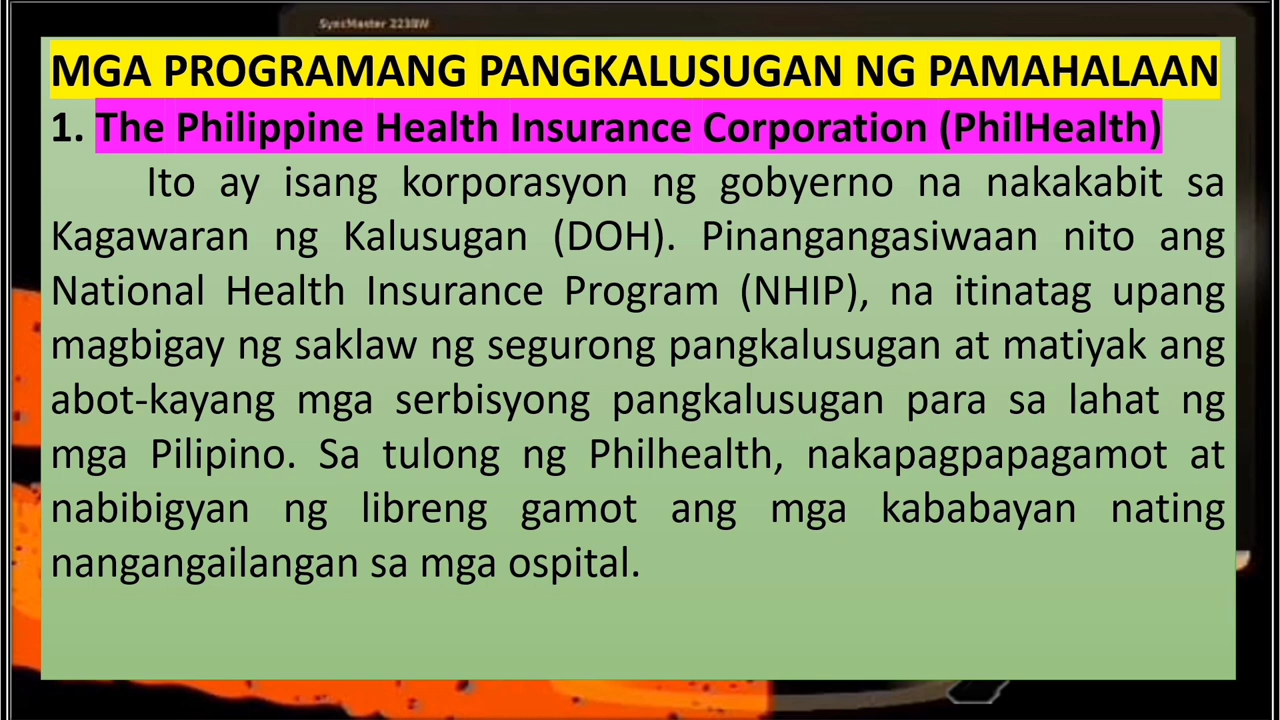 SyncMaster 2233W
MGA PROGRAMANG PANGKALUSUGAN NG PAMAHALAAN
1. The Philippine Health Insurance Corporation (PhilHealth)
Ito ay isang korporasyon ng gobyerno na nakakabit sa
Kagawaran ng Kalusugan (DOH). Pinangangasiwaan nito ang
National Health Insurance Program (NHIP), na itinatag upang
magbigay ng saklaw ng segurong pangkalusugan at matiyak ang
abot-kayang mga serbisyong pangkalusugan para sa lahat ng
mga Pilipino. Sa tulong ng Philhealth, nakapagpapagamot at
nabibigyan ng libreng gamot ang mga kababayan nating
nangangailangan sa mga ospital.